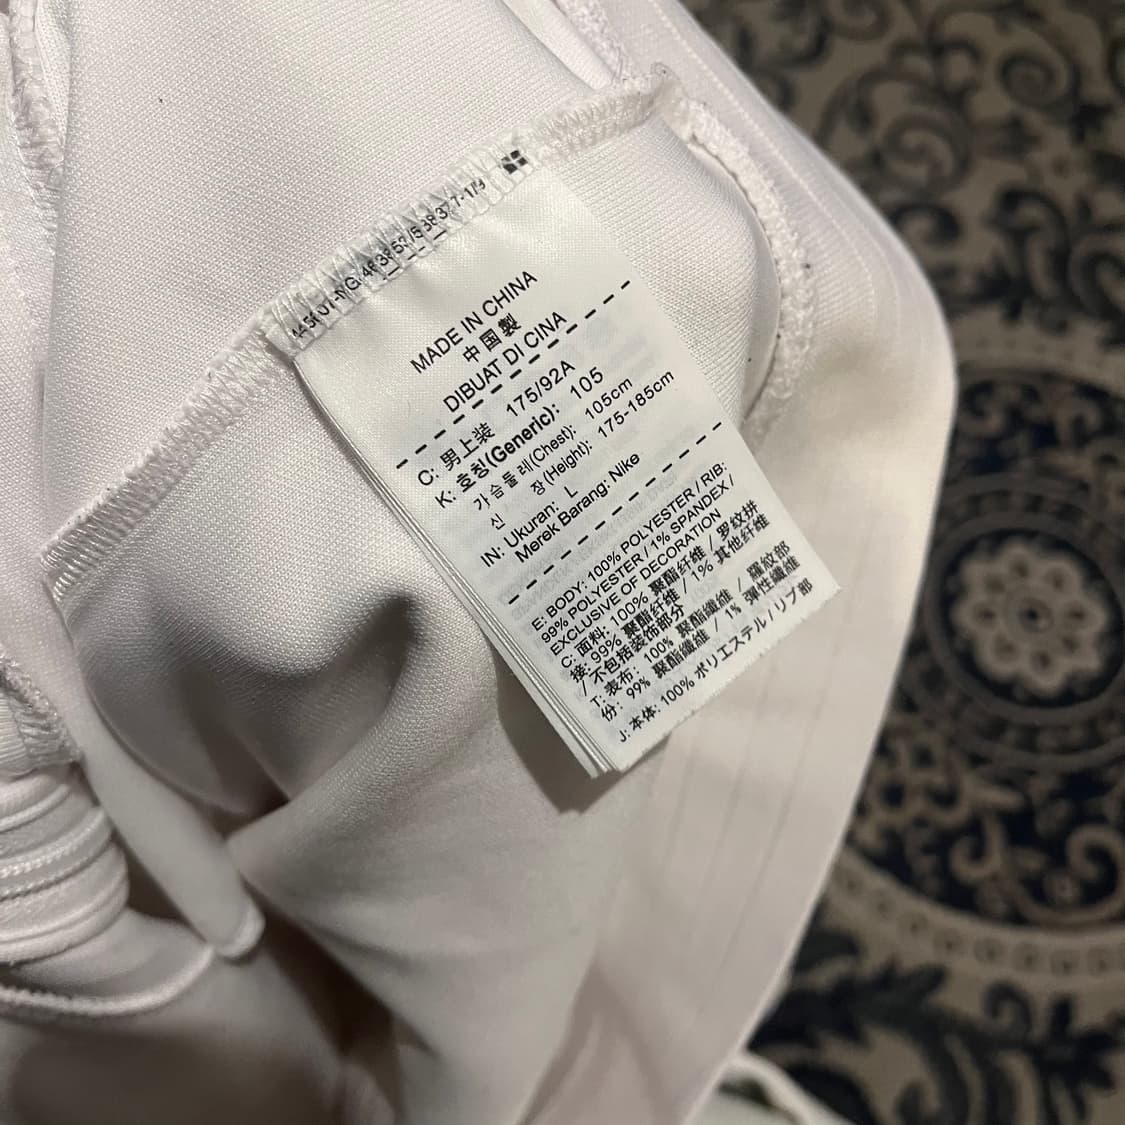 MADE IN CHINA
中国製
DIBUAT DI CINA
C: 男上装 175/92A
K: 호칭(Generic): 105
가슴둘레(Chest): 105cm
신 장(Height): 175-185cm
IN: Ukuran: L
Merek Barang: Nike
E: BODY: 100% POLYESTER / RIB:
99% POLYESTER / 1% SPANDEX /
EXCLUSIVE OF DECORATION
C: 面料: 100% 聚酯纤维 / 罗纹拼
接: 99% 聚酯纤维 / 1% 其他纤维
/ 不包括装饰部分
T: 表布: 100% 聚酯纖維 / 羅紋部
份: 99% 聚酯纖維 / 1% 彈性纖維
J: 本体: 100% ポリエステル / リブ部